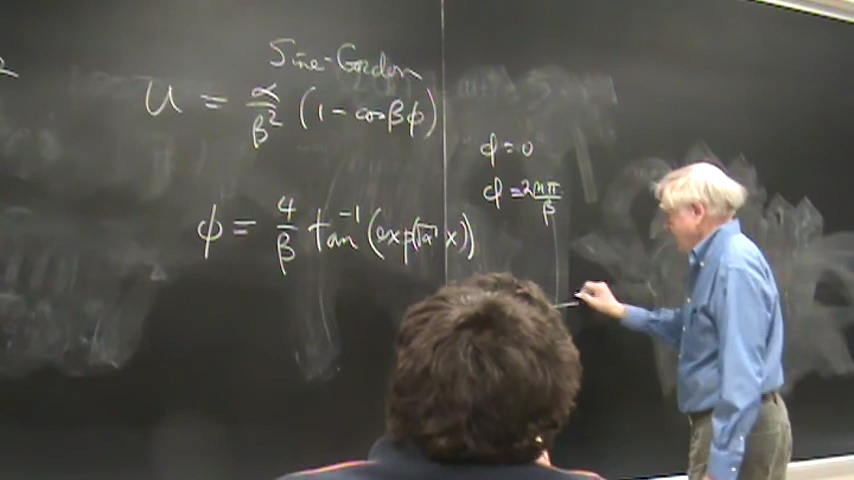 Sine-Gordon
U = α/β² (1 - cos βϕ)
ϕ = 0
ϕ = 2nπ/β
ϕ = 4/β tan⁻¹ (exp(√α x))